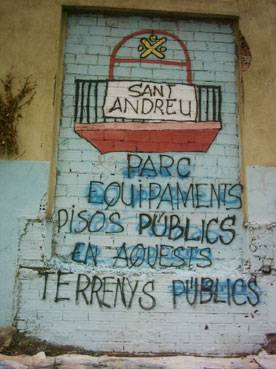 SANT
ANDREU
PARC
EQUIPAMENTS
PISOS PÚBLICS
EN AQUESTS
TERRENYS PÚBLICS